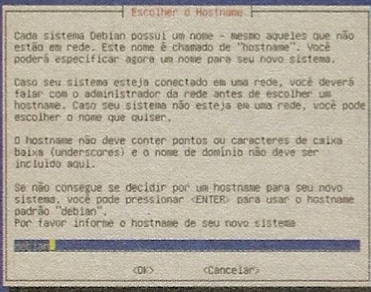 Escolher o Hostname
Cada sistema Debian possui um nome - mesmo aqueles que não
estão em rede. Este nome é chamado de "hostname". Você
poderá especificar agora um nome para seu novo sistema.
Caso seu sistema esteja conectado em uma rede, você deverá
falar com o administrador da rede antes de escolher um
hostname. Caso seu sistema não esteja em uma rede, você pode
escolher o nome que quiser.
O hostname não deve conter pontos ou caracteres de caixa
baixa (underscores) e o nome de domínio não deve ser
incluído aqui.
Se não consegue se decidir por um hostname para seu novo
sistema, você pode pressionar <ENTER> para usar o hostname
padrão "debian".
Por favor informe o hostname de seu novo sistema
debian
<OK> <Cancelar>